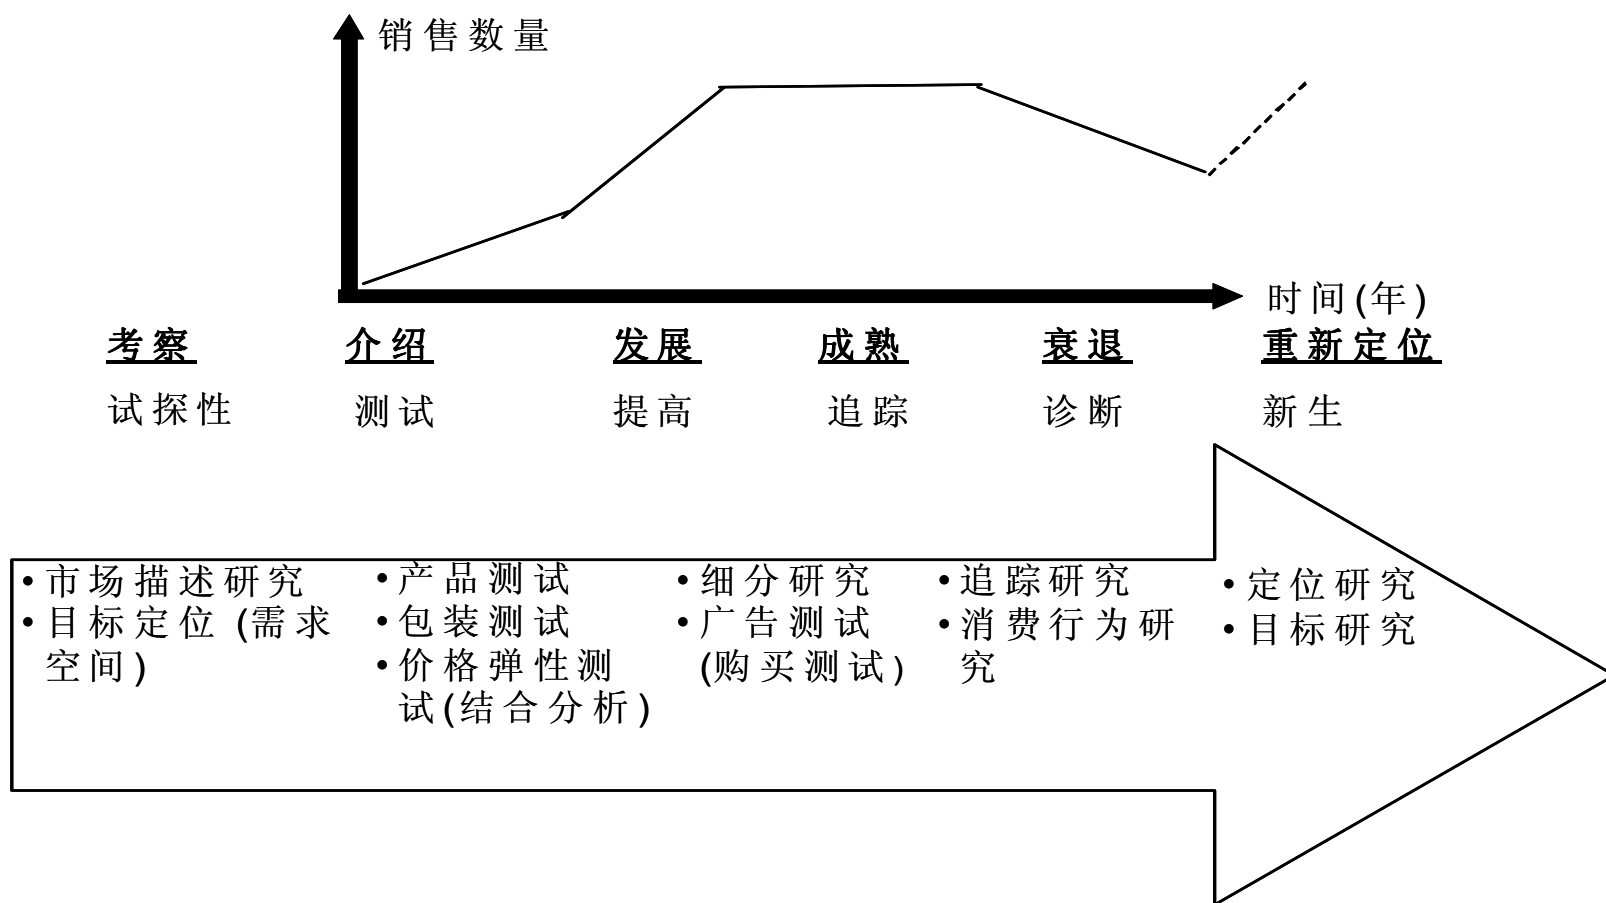 销售数量
时间(年)
考察 介绍 发展 成熟 衰退 重新定位
试探性 测试 提高 追踪 诊断 新生
• 市场描述研究
• 目标定位 (需求
空间)
• 产品测试
• 包装测试
• 价格弹性测
试(结合分析)
• 细分研究
• 广告测试
(购买测试)
• 追踪研究
• 消费行为研
究
• 定位研究
• 目标研究